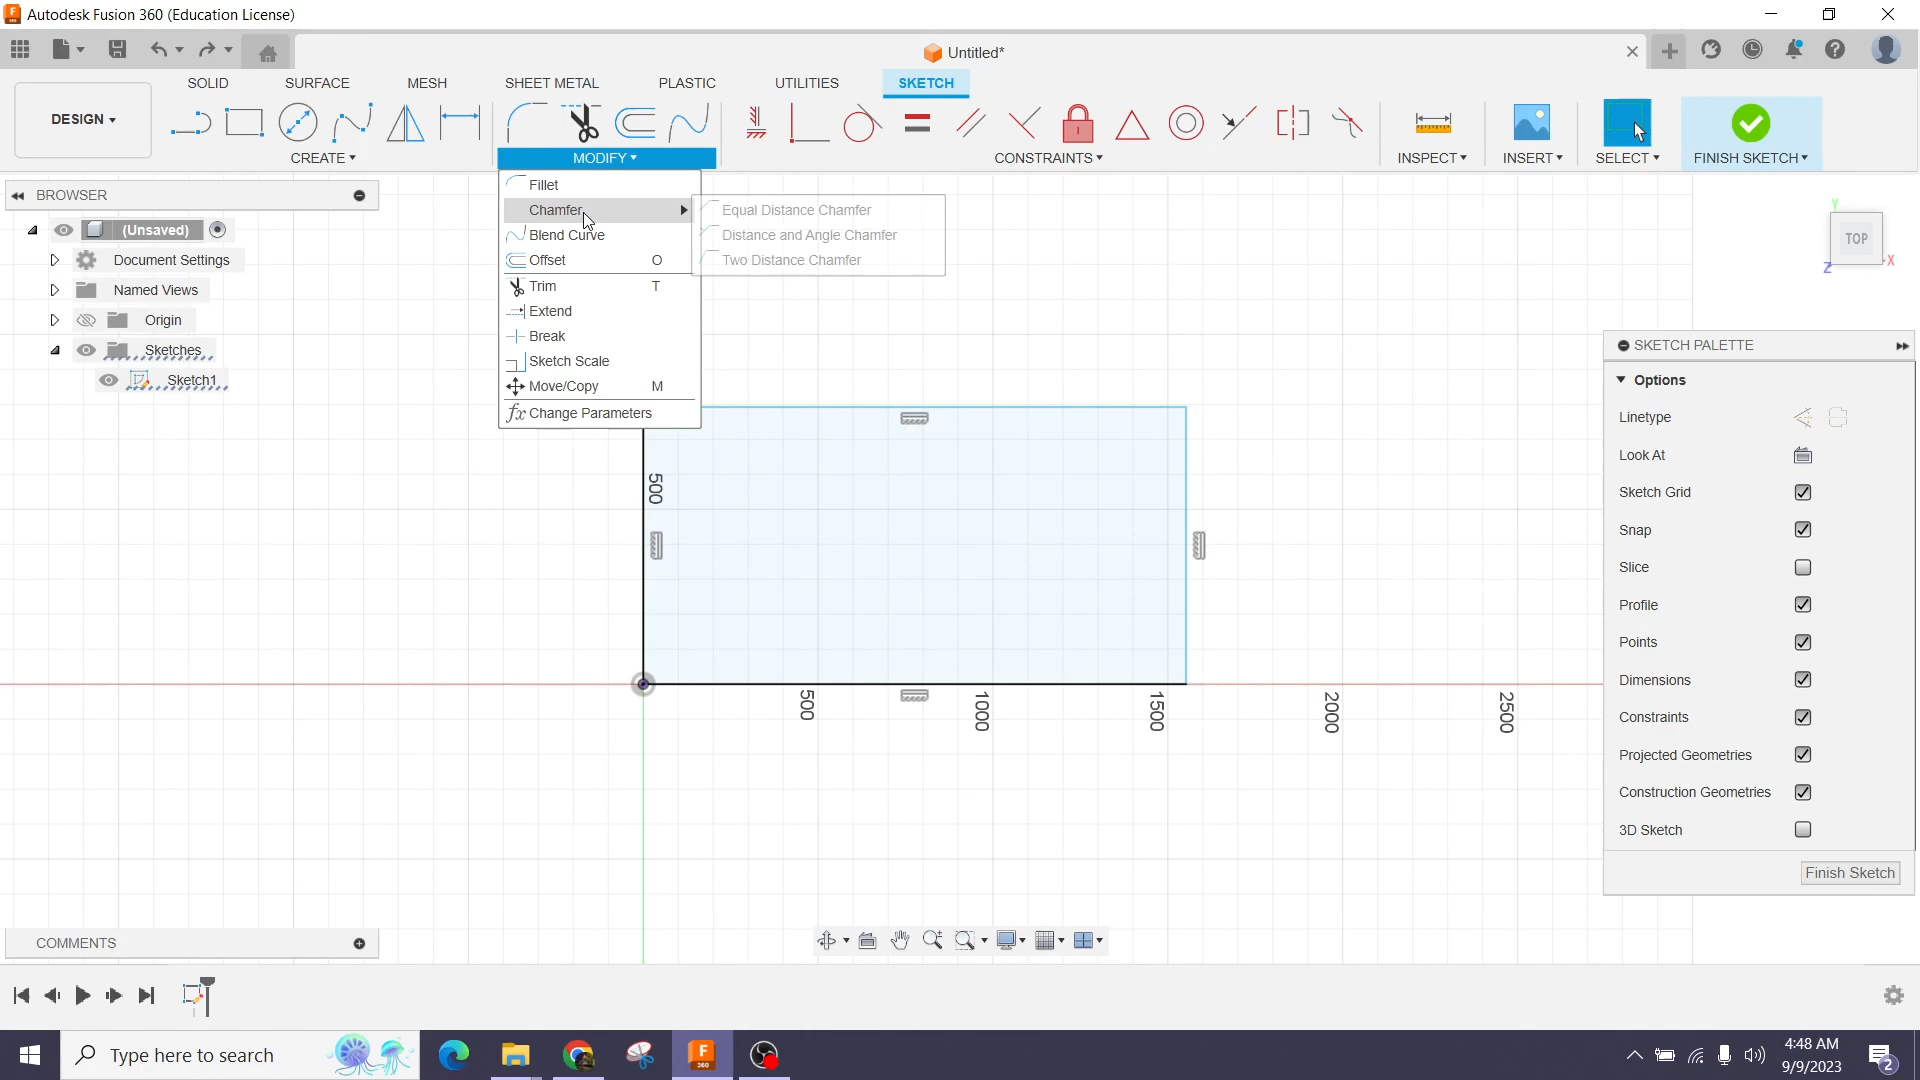 Autodesk Fusion 360 (Education License)
Untitled*
SOLID SURFACE MESH SHEET METAL PLASTIC UTILITIES SKETCH
DESIGN
CREATE MODIFY CONSTRAINTS INSPECT INSERT SELECT FINISH SKETCH
BROWSER
(Unsaved)
Document Settings
Named Views
Origin
Sketches
Sketch1
Fillet
Chamfer
Blend Curve
Offset O
Trim T
Extend
Break
Sketch Scale
Move/Copy M
fx Change Parameters
Equal Distance Chamfer
Distance and Angle Chamfer
Two Distance Chamfer
Y
TOP
X
Z
500
500
1000
1500
2000
2500
SKETCH PALETTE
Options
Linetype
Look At
Sketch Grid
Snap
Slice
Profile
Points
Dimensions
Constraints
Projected Geometries
Construction Geometries
3D Sketch
Finish Sketch
COMMENTS
Type here to search
F
360
4:48 AM
9/9/2023
2